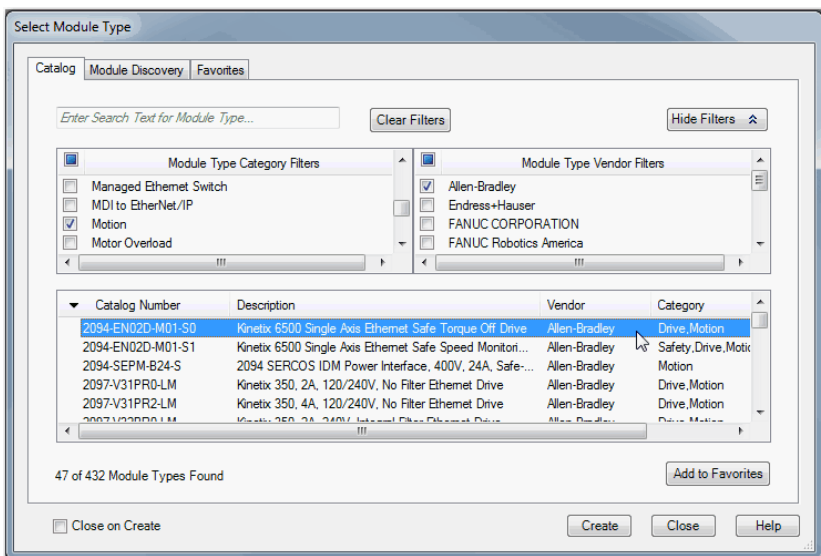 Select Module Type
Catalog Module Discovery Favorites
Enter Search Text for Module Type... Clear Filters Hide Filters
Module Type Category Filters Module Type Vendor Filters
Managed Ethernet Switch Allen-Bradley
MDI to EtherNet/IP Endress+Hauser
Motion FANUC CORPORATION
Motor Overload FANUC Robotics America
Catalog Number Description Vendor Category
2094-EN02D-M01-S0 Kinetix 6500 Single Axis Ethernet Safe Torque Off Drive Allen-Bradley Drive,Motion
2094-EN02D-M01-S1 Kinetix 6500 Single Axis Ethernet Safe Speed Monitori... Allen-Bradley Safety,Drive,Motic
2094-SEPM-B24-S 2094 SERCOS IDM Power Interface, 400V, 24A, Safe-... Allen-Bradley Motion
2097-V31PR0-LM Kinetix 350, 2A, 120/240V, No Filter Ethernet Drive Allen-Bradley Drive,Motion
2097-V31PR2-LM Kinetix 350, 4A, 120/240V, No Filter Ethernet Drive Allen-Bradley Drive,Motion
47 of 432 Module Types Found Add to Favorites
Close on Create Create Close Help